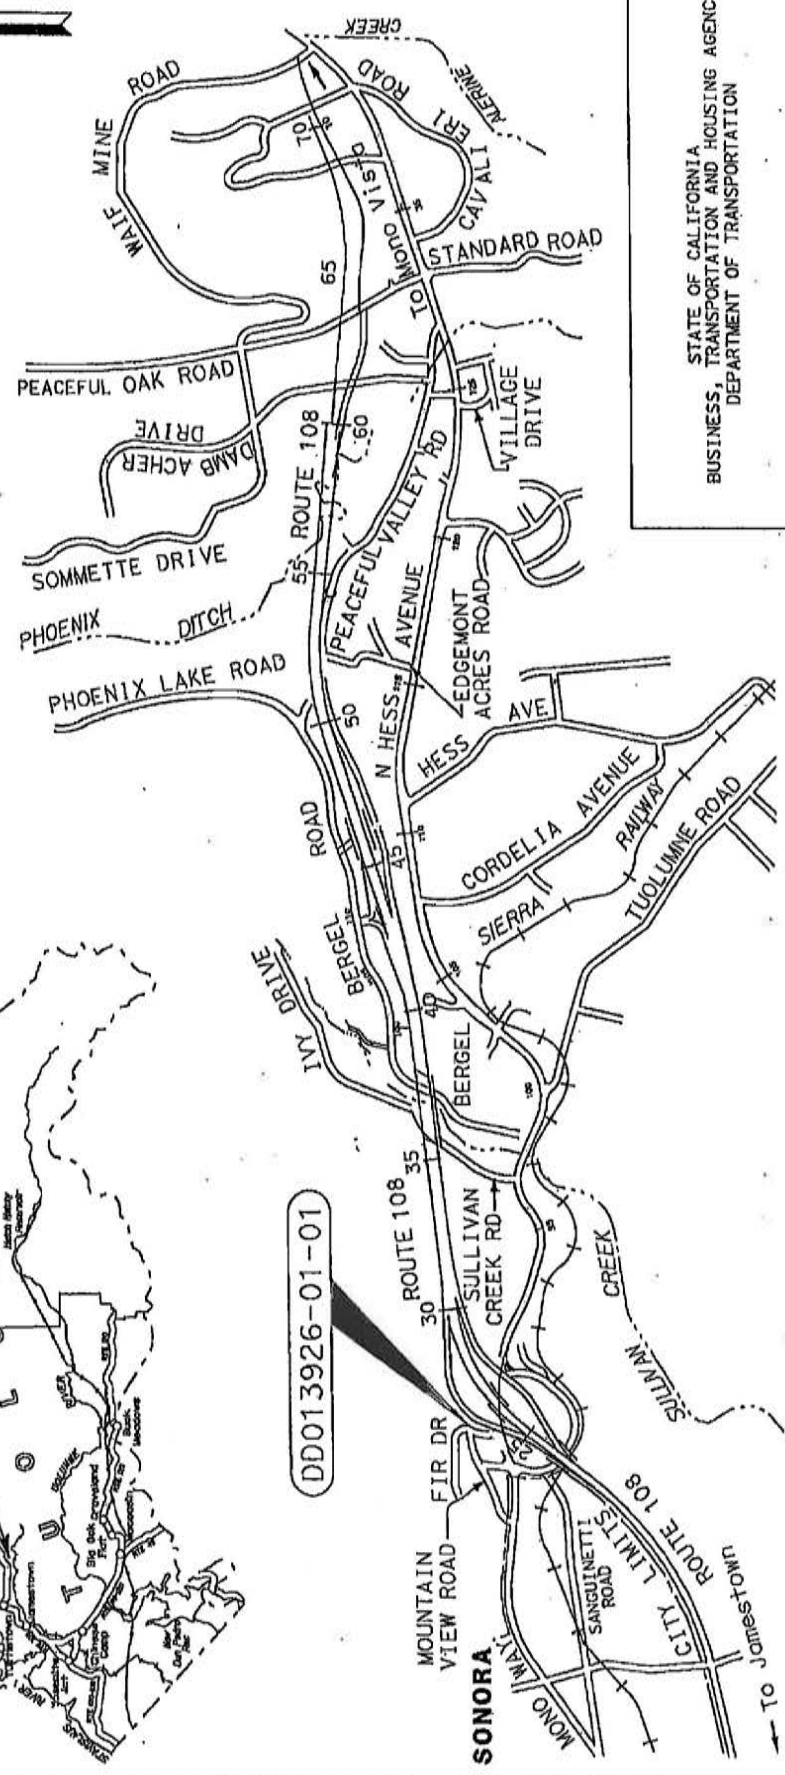 CREEK
ALERINE
ROAD
MINE
WAIF
ROAD
CAVALIERI
70
65
TO Mono Vista
STANDARD ROAD
PEACEFUL OAK ROAD
DAMBACHER
DRIVE
ROUTE 108
60
VILLAGE
DRIVE
SOMMETTE DRIVE
55
PEACEFUL VALLEY RD
PHOENIX
DITCH
PHOENIX LAKE ROAD
50
N HESS
AVENUE
EDGEMONT
ACRES ROAD
HESS
AVE
CORDELIA AVENUE
SIERRA
RAILWAY
TUOLUMNE ROAD
BERGEL
ROAD
45
IVY DRIVE
40
BERGEL
35
ROUTE 108
30
SULLIVAN
CREEK RD
SULLIVAN
CREEK
DD013926-01-01
FIR DR
MOUNTAIN
VIEW ROAD
25
SONORA
MONO WAY
SANGUINETTI
ROAD
CITY LIMITS
ROUTE 108
To Jamestown
STATE OF CALIFORNIA
BUSINESS, TRANSPORTATION AND HOUSING AGENC
DEPARTMENT OF TRANSPORTATION